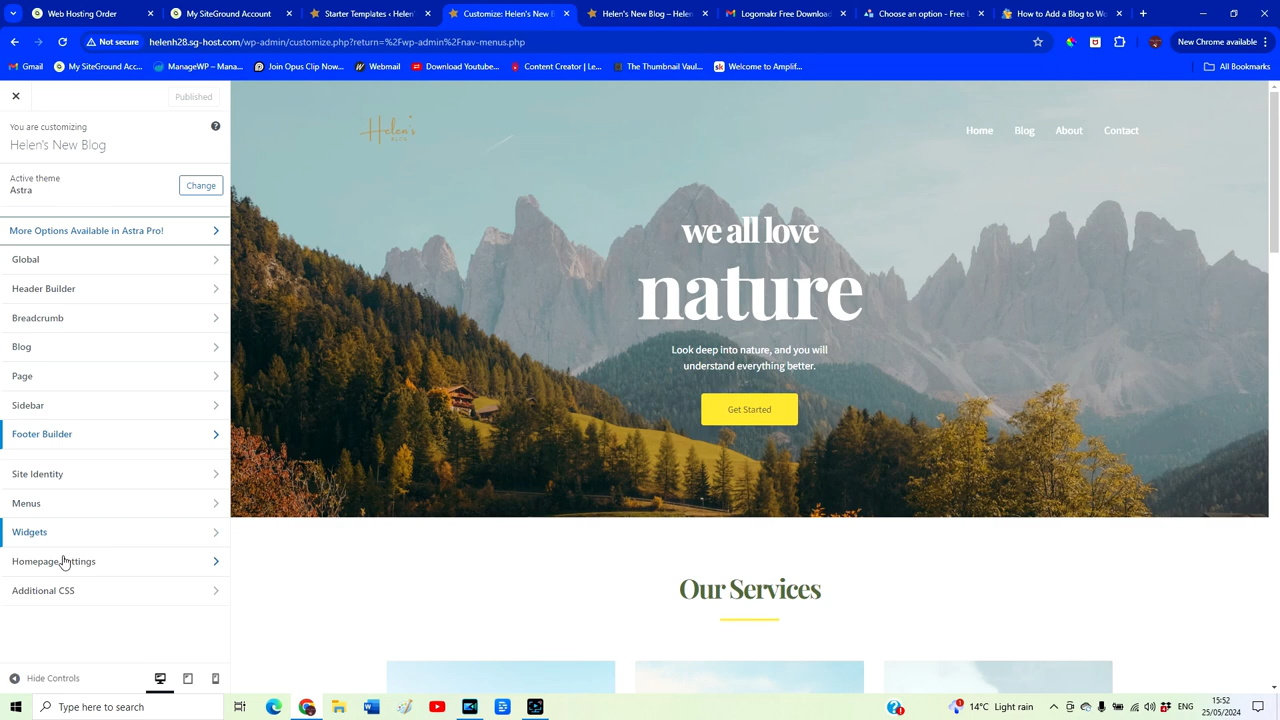 Web Hosting Order
My SiteGround Account
Starter Templates ‹ Helen'
Customize: Helen's New B
Helen's New Blog –
Logomakr Free Download
Choose an option - Free L
How to Add a Blog to Wo
Not secure
helenh28.sg-host.com/wp-admin/customize.php?return=%2Fwp-admin%2Fnav-menus.php
New Chrome available
Gmail
My SiteGround Acc...
ManageWP – Mana...
Join Opus Clip Now...
Webmail
Download Youtube...
Content Creator | Le...
The Thumbnail Vaul...
Welcome to Amplif...
All Bookmarks
Published
You are customizing
Helen's New Blog
Active theme
Astra
Change
More Options Available in Astra Pro!
Global
Header Builder
Breadcrumb
Blog
Page
Sidebar
Footer Builder
Site Identity
Menus
Widgets
Homepage Settings
Additional CSS
Hide Controls
Helen's
Home
Blog
About
Contact
we all love
nature
Look deep into nature, and you will
understand everything better.
Get Started
Our Services
Type here to search
14°C Light rain
ENG
15:52
25/05/2024